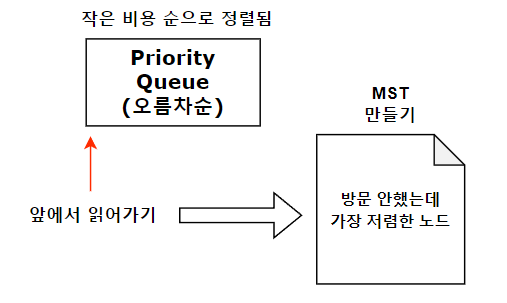 작은 비용 순으로 정렬됨
Priority
Queue
(오름차순)
MST
만들기
앞에서 읽어가기
방문 안했는데
가장 저렴한 노드